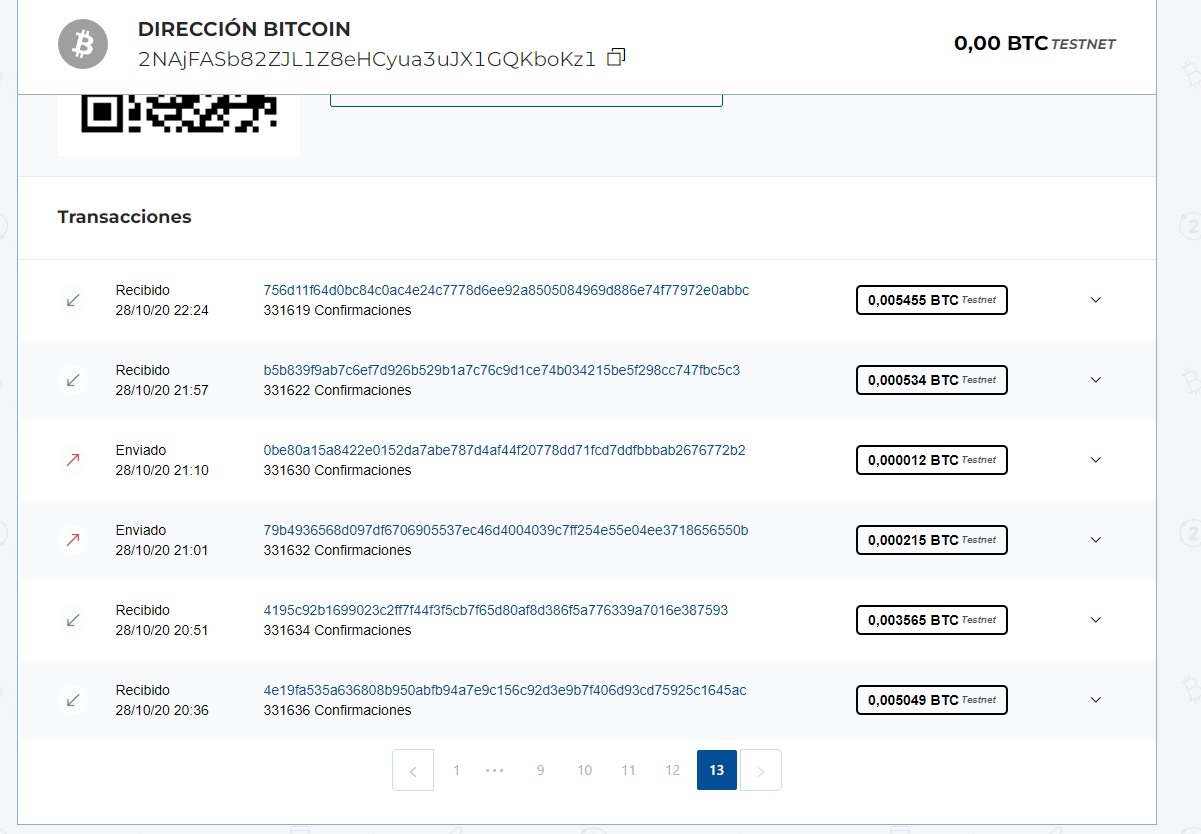 DIRECCIÓN BITCOIN
2NAjFASb82ZJL1Z8eHCyua3uJX1GQKboKz1
0,00 BTC TESTNET
Transacciones
Recibido
28/10/20 22:24
756d11f64d0bc84c0ac4e24c7778d6ee92a8505084969d886e74f77972e0abbc
331619 Confirmaciones
0,005455 BTC Testnet
Recibido
28/10/20 21:57
b5b839f9ab7c6ef7d926b529b1a7c76c9d1ce74b034215be5f298cc747fbc5c3
331622 Confirmaciones
0,000534 BTC Testnet
Enviado
28/10/20 21:10
0be80a15a8422e0152da7abe787d4af44f20778dd71fcd7ddfbbbab2676772b2
331630 Confirmaciones
0,000012 BTC Testnet
Enviado
28/10/20 21:01
79b4936568d097df6706905537ec46d4004039c7ff254e55e04ee3718656550b
331632 Confirmaciones
0,000215 BTC Testnet
Recibido
28/10/20 20:51
4195c92b1699023c2ff7f44f3f5cb7f65d80af8d386f5a776339a7016e387593
331634 Confirmaciones
0,003565 BTC Testnet
Recibido
28/10/20 20:36
4e19fa535a636808b950abfb94a7e9c156c92d3e9b7f406d93cd75925c1645ac
331636 Confirmaciones
0,005049 BTC Testnet
< 1 ••• 9 10 11 12 13 >